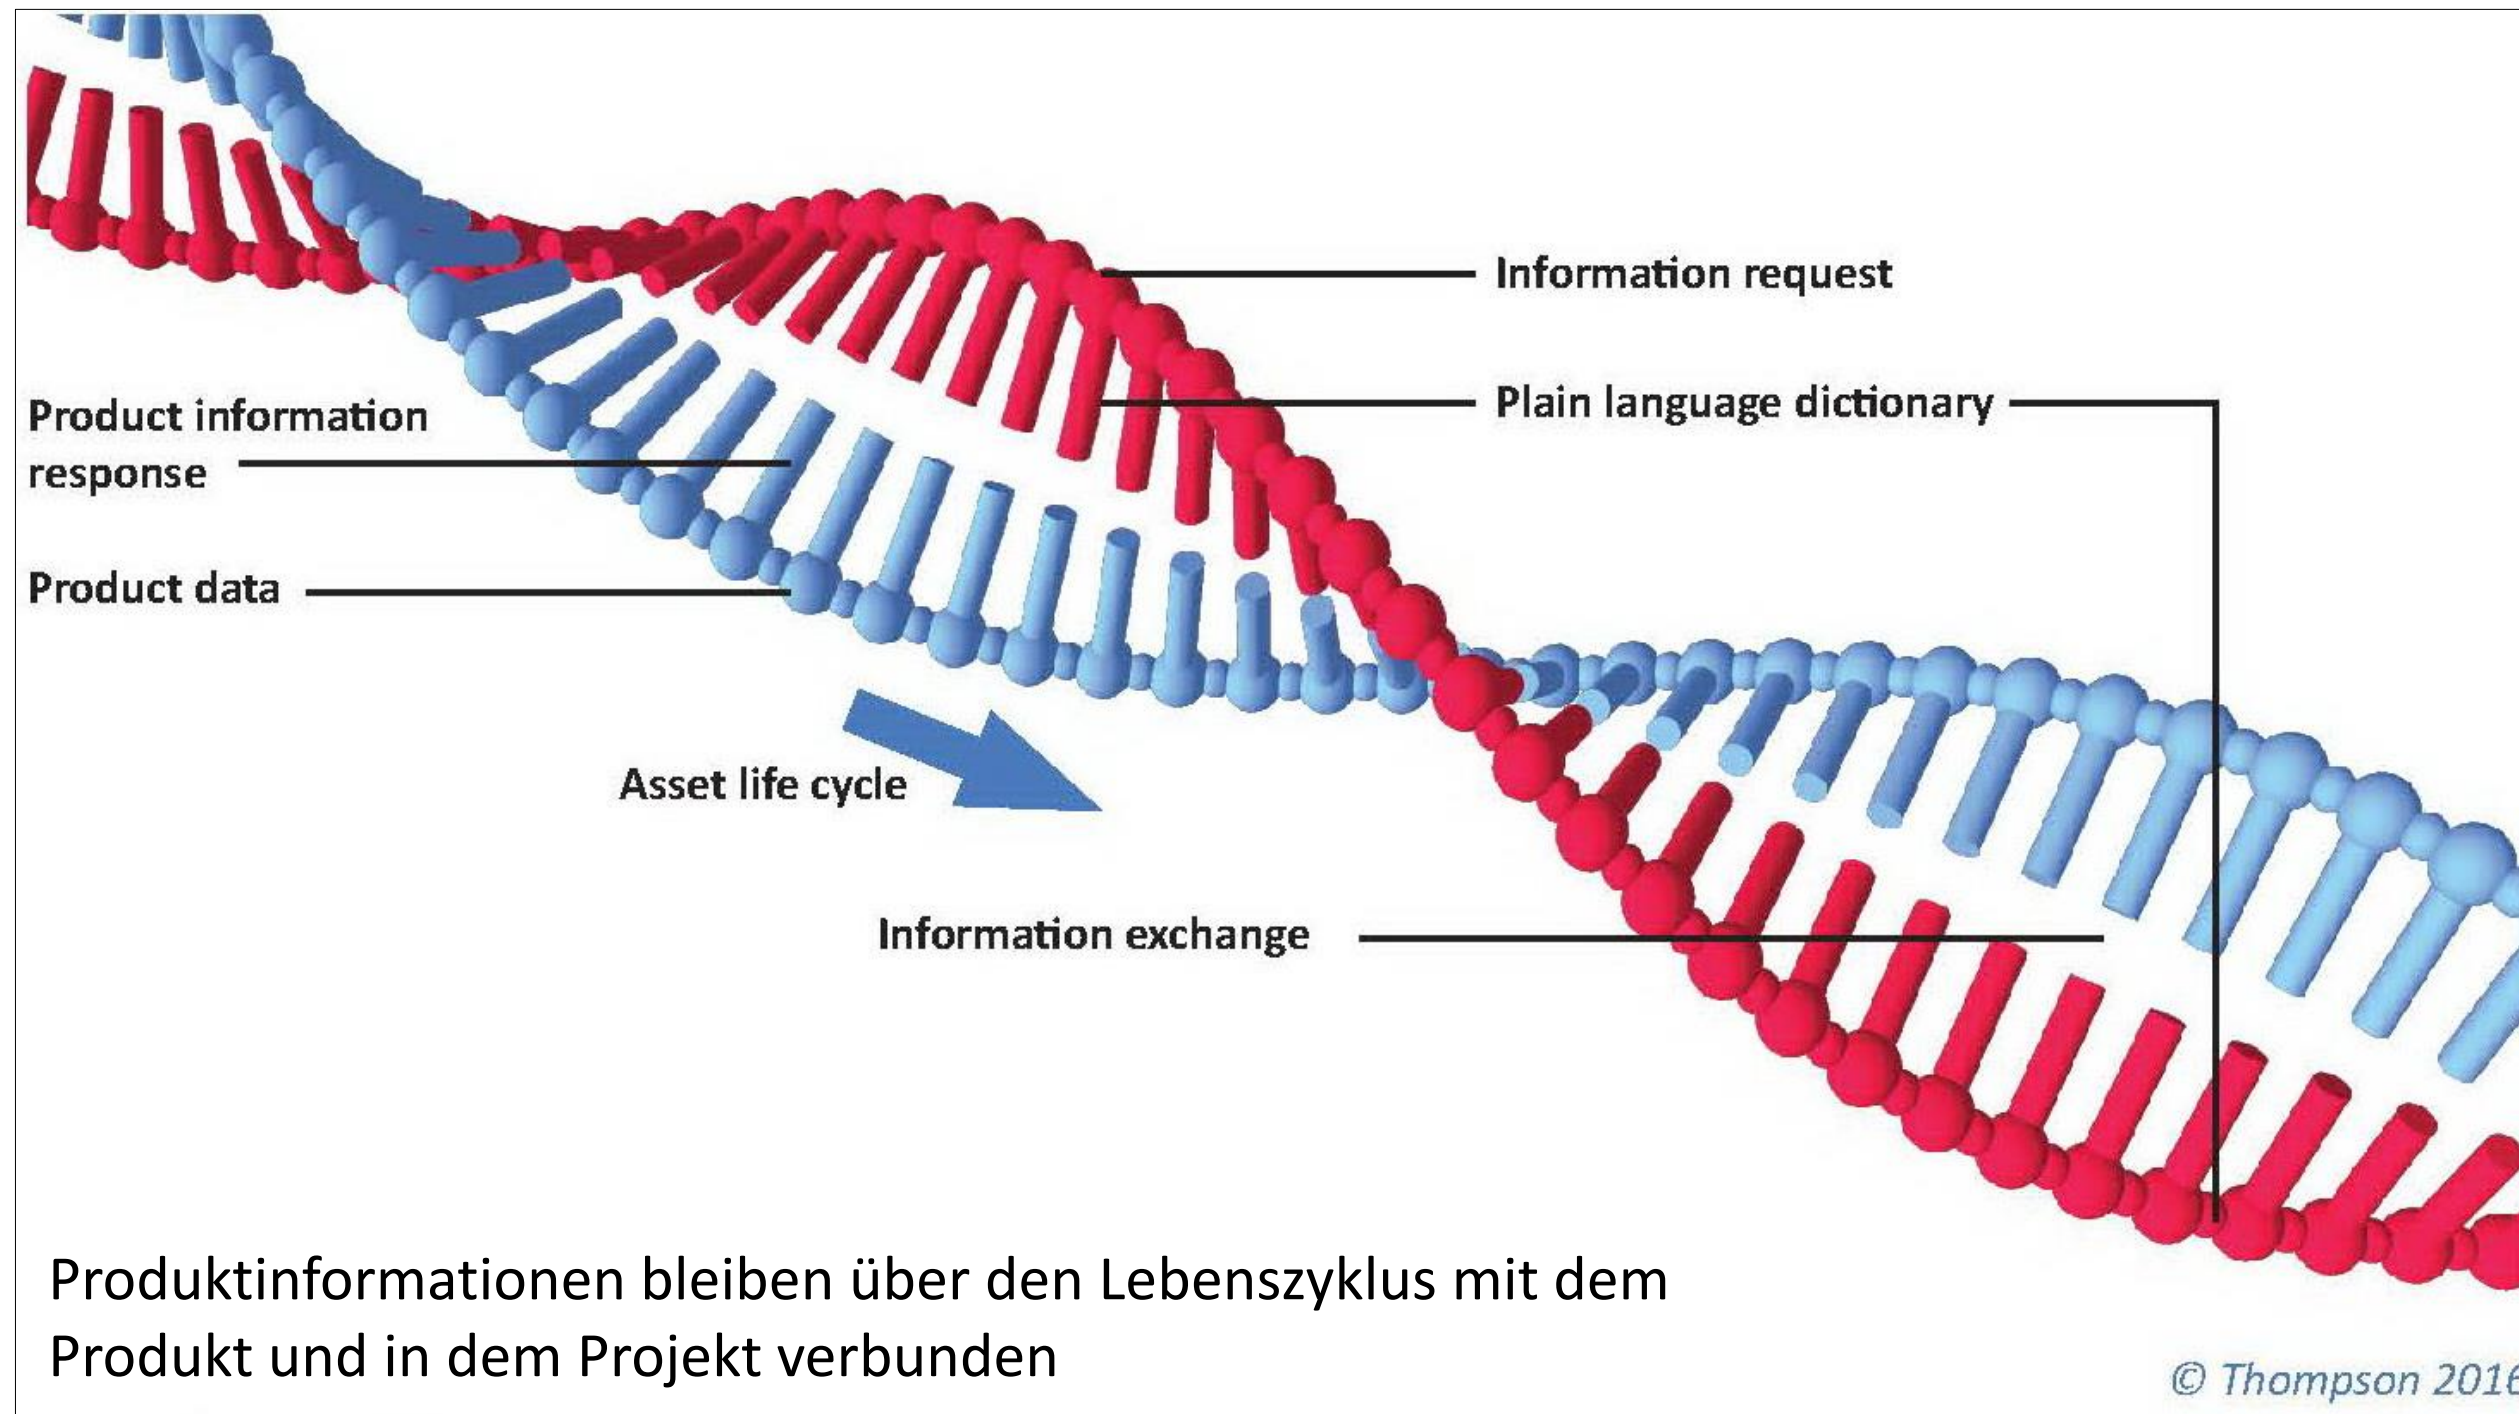 Information request
Plain language dictionary
Product information
response
Product data
Asset life cycle
Information exchange
Produktinformationen bleiben über den Lebenszyklus mit dem
Produkt und in dem Projekt verbunden
© Thompson 2016